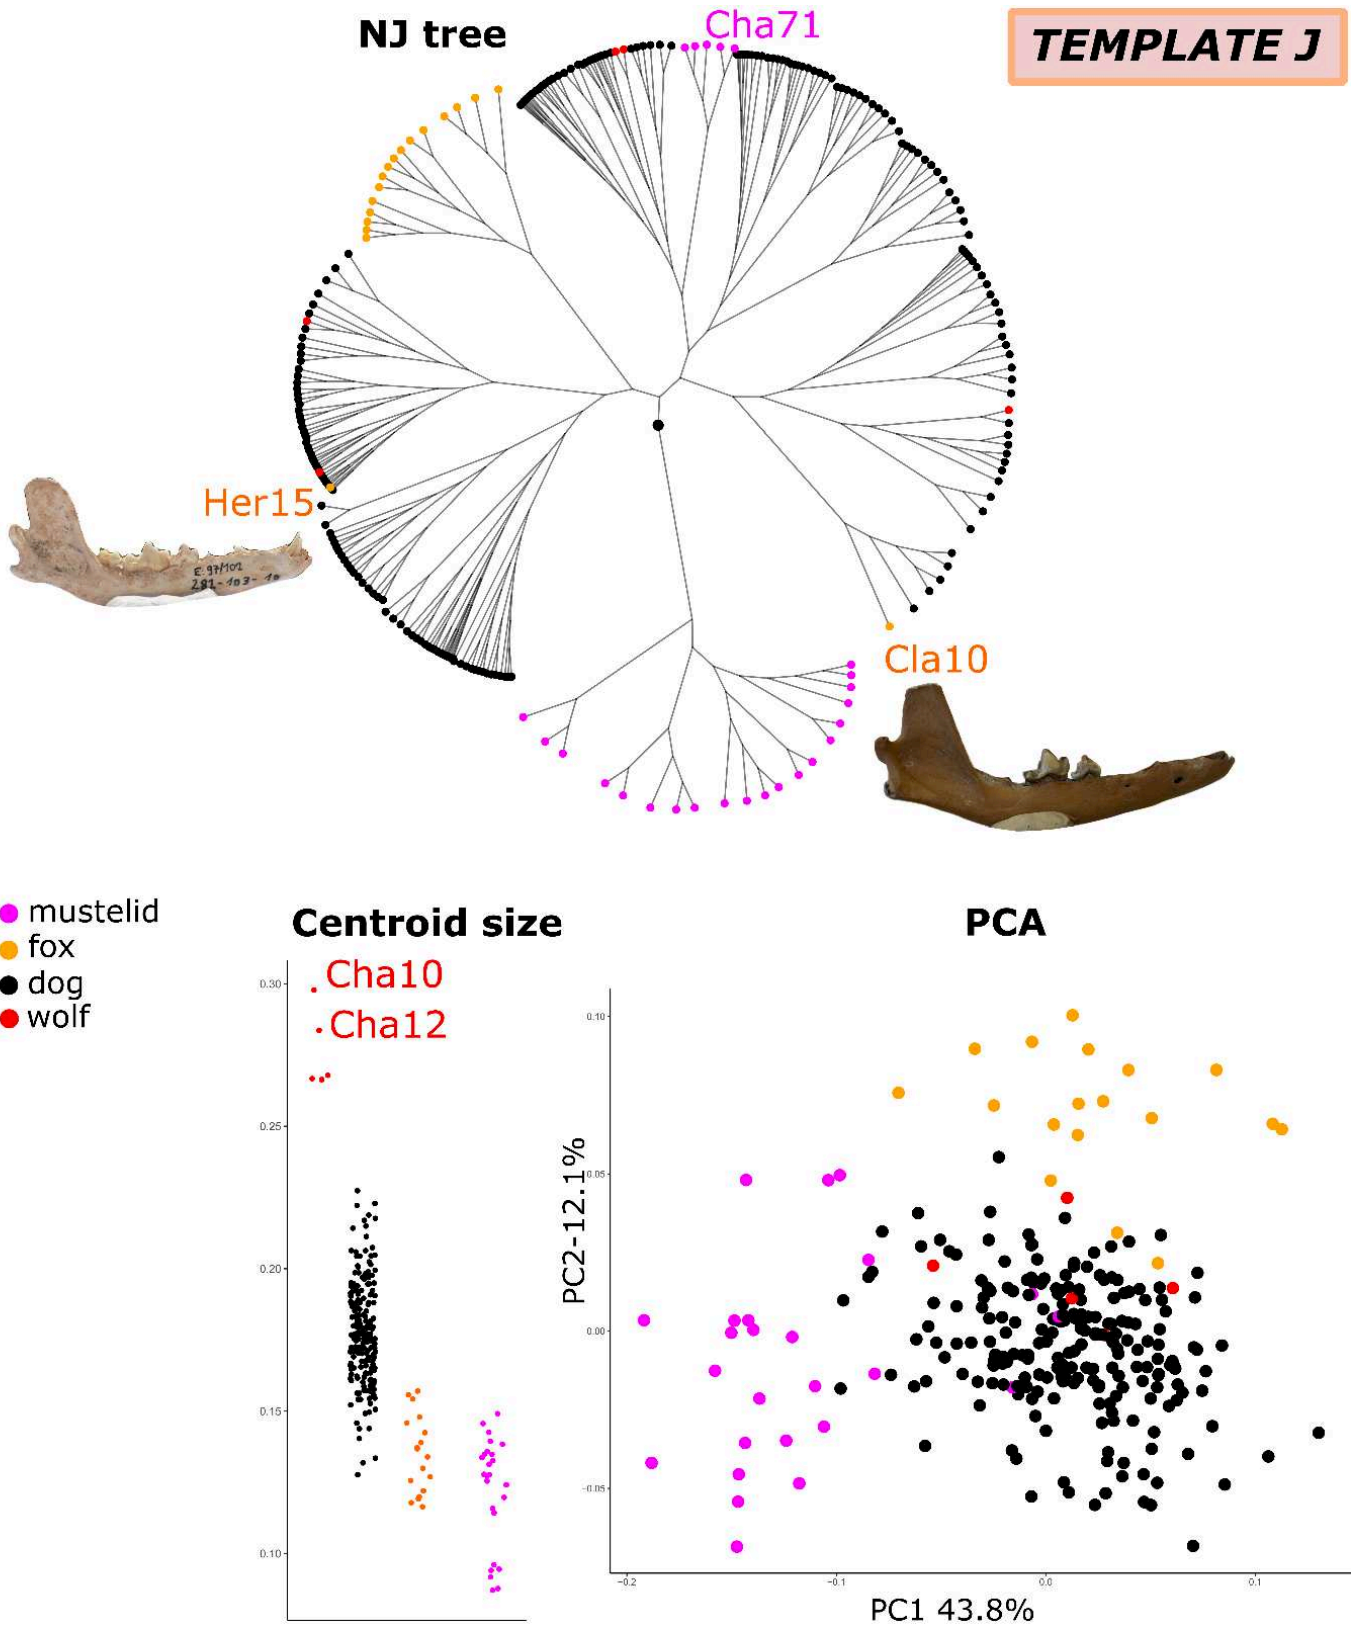 NJ tree
Cha71
TEMPLATE J
Her15
E-97/102
281-103-10
Cla10
mustelid
fox
dog
wolf
Centroid size
PCA
Cha10
Cha12
0.30
0.25
0.20
0.15
0.10
PC2-12.1%
0.10
0.05
0.00
-0.05
-0.2
-0.1
0.0
0.1
PC1 43.8%